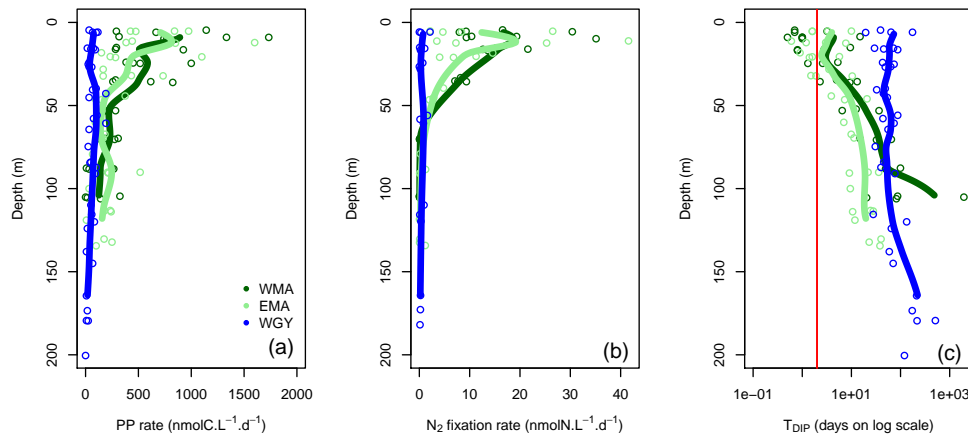 0
50
100
150
200
Depth (m)
0
500
1000
1500
2000
PP rate (nmolC.L⁻¹.d⁻¹)
WMA
EMA
WGY
(a)
0
50
100
150
200
Depth (m)
0
10
20
30
40
N₂ fixation rate (nmolN.L⁻¹.d⁻¹)
(b)
0
50
100
150
200
Depth (m)
1e−01
1e+01
1e+03
T_DIP (days on log scale)
(c)